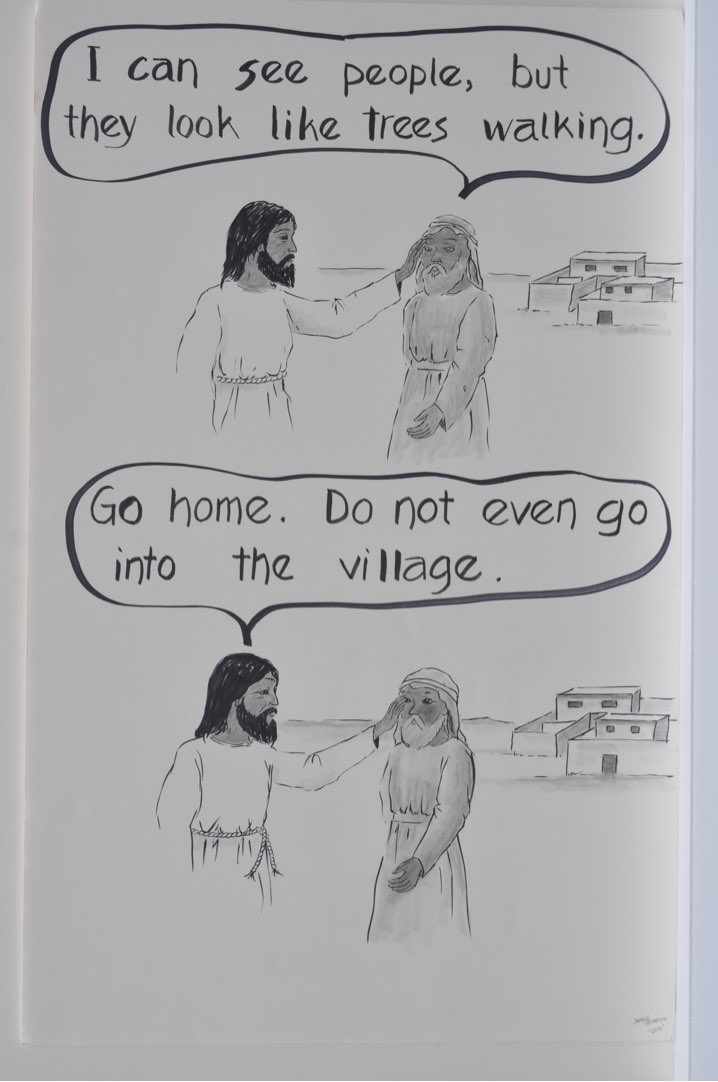 I can see people, but
they look like trees walking.
Go home. Do not even go
into the village.